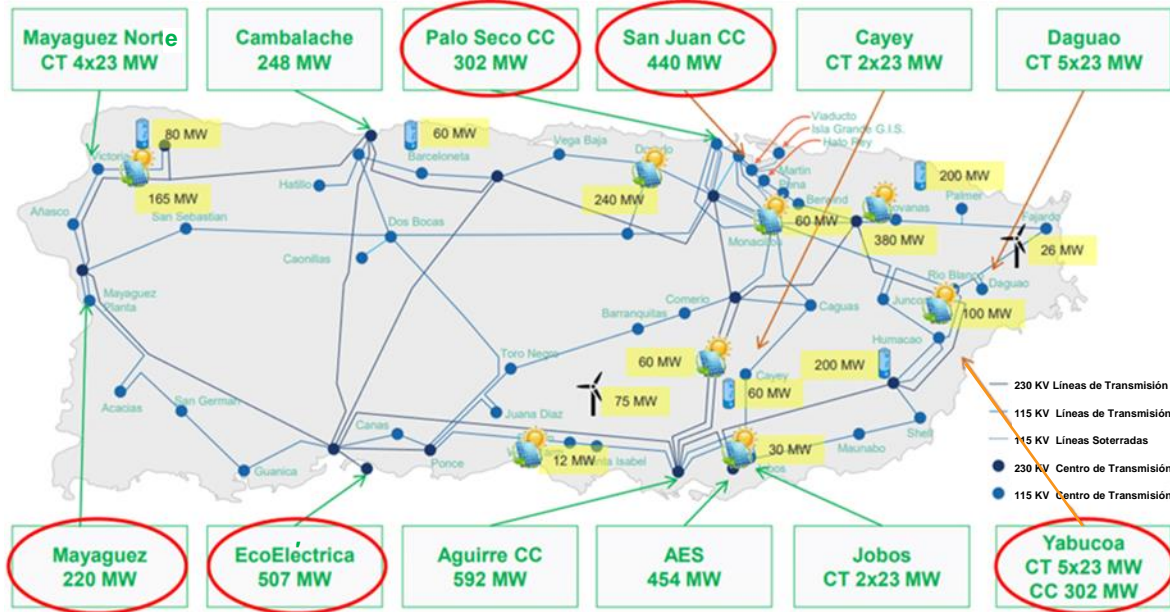 Mayaguez Norte
CT 4x23 MW
Cambalache
248 MW
Palo Seco CC
302 MW
San Juan CC
440 MW
Cayey
CT 2x23 MW
Daguao
CT 5x23 MW
Viaducto
Isla Grande G.I.S.
Hato Rey
80 MW
60 MW
Vega Baja
Martin
Pena
200 MW
Barceloneta
Palmer
Hatillo
165 MW
240 MW
Berwind
Fajardo
Añasco
San Sebastian
Dos Bocas
60 MW
Monacillos
380 MW
26 MW
Caonillas
Rio Blanco
Daguao
Mayaguez
Planta
Comerio
Caguas
Juncos
100 MW
Barranquitas
Humacao
Toro Negro
60 MW
200 MW
Cayey
75 MW
60 MW
230 KV Líneas de Transmisión
Acacias
San German
Juana Diaz
115 KV Líneas de Transmisión
Canas
Shell
Maunabo
115 KV Líneas Soterradas
Guanica
Ponce
12 MW
Isabel
30 MW
230 KV Centro de Transmisión
115 KV Centro de Transmisión
Mayaguez
220 MW
EcoEléctrica
507 MW
Aguirre CC
592 MW
AES
454 MW
Jobos
CT 2x23 MW
Yabucoa
CT 5x23 MW
CC 302 MW